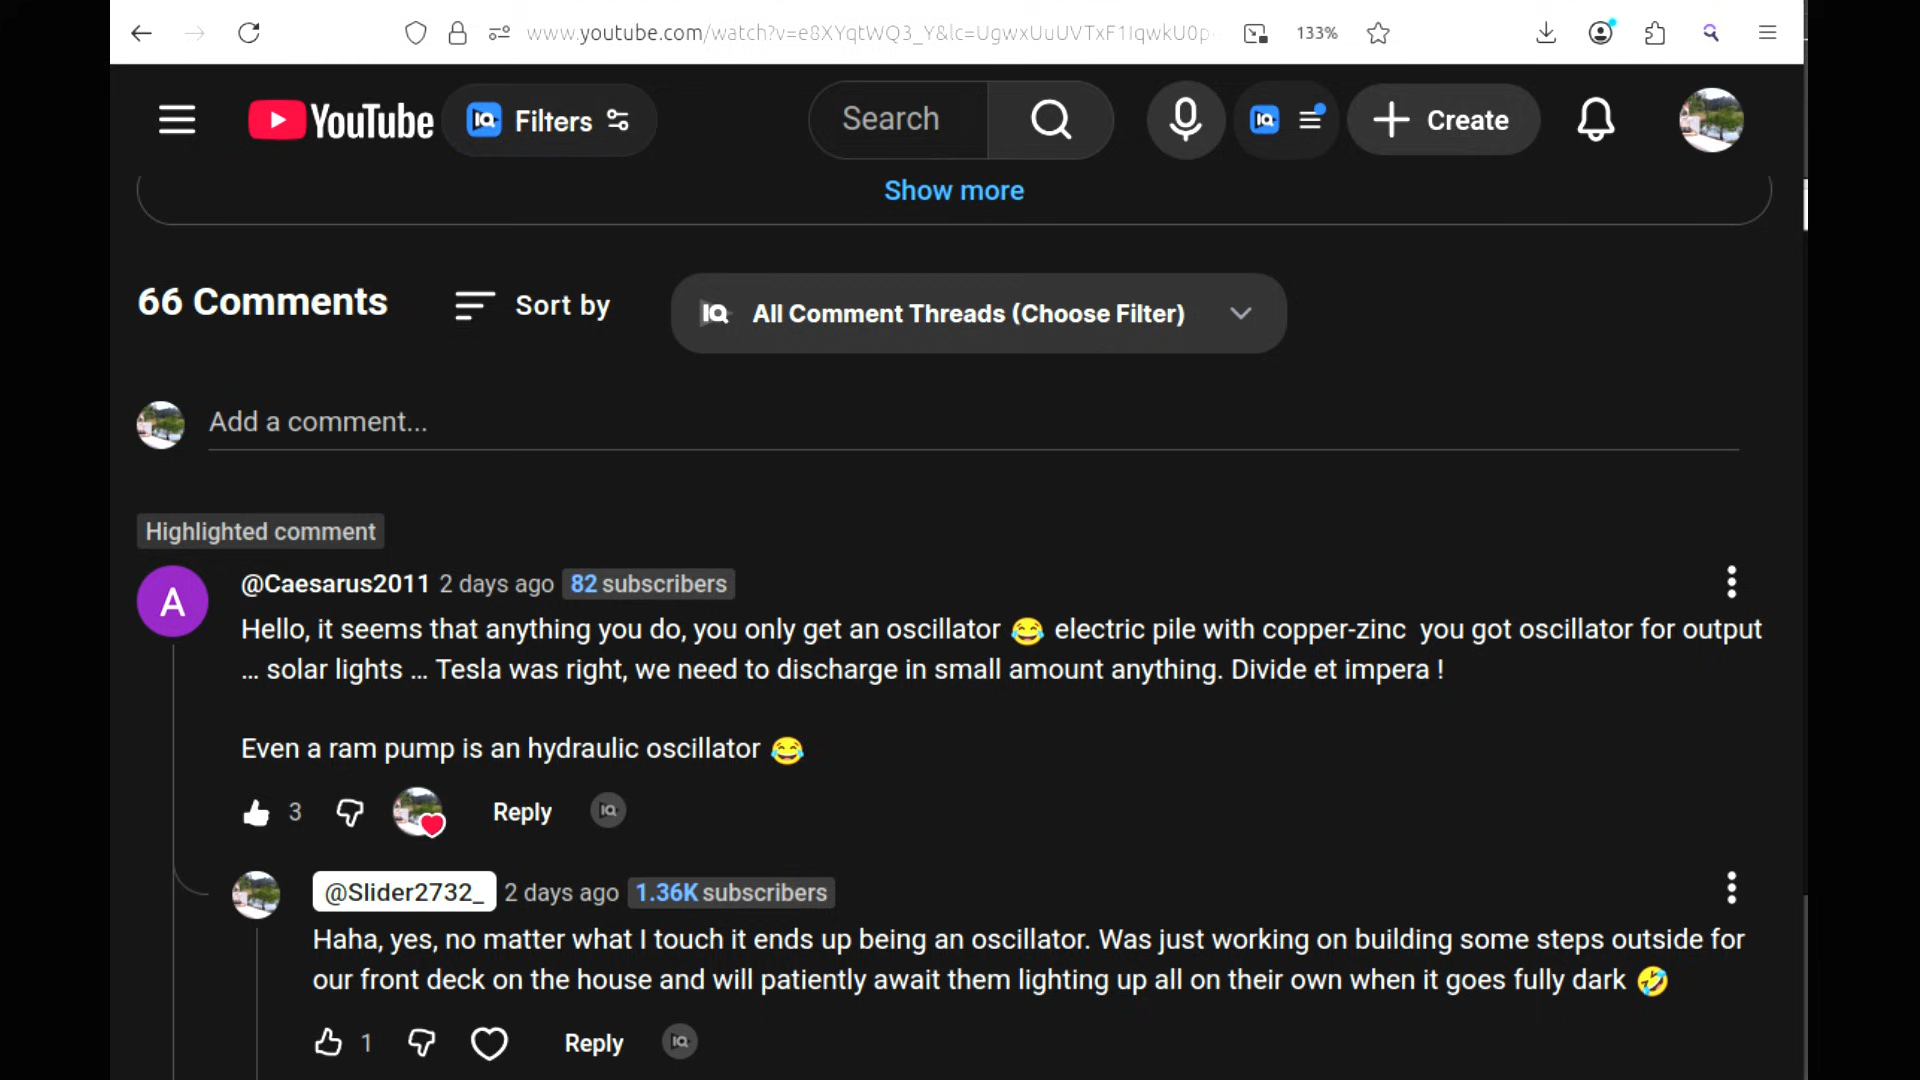 www.youtube.com/watch?v=e8XYqtWQ3_Y&lc=UgwxUuUVTxF1IqwkU0p 133%
YouTube IQ Filters Search IQ Create
Show more
66 Comments Sort by IQ All Comment Threads (Choose Filter)
Add a comment...
Highlighted comment
A @Caesarus2011 2 days ago 82 subscribers
Hello, it seems that anything you do, you only get an oscillator 😂 electric pile with copper-zinc you got oscillator for output
... solar lights ... Tesla was right, we need to discharge in small amount anything. Divide et impera !
Even a ram pump is an hydraulic oscillator 😂
3 Reply IQ
@Slider2732_ 2 days ago 1.36K subscribers
Haha, yes, no matter what I touch it ends up being an oscillator. Was just working on building some steps outside for
our front deck on the house and will patiently await them lighting up all on their own when it goes fully dark 🤣
1 Reply IQ